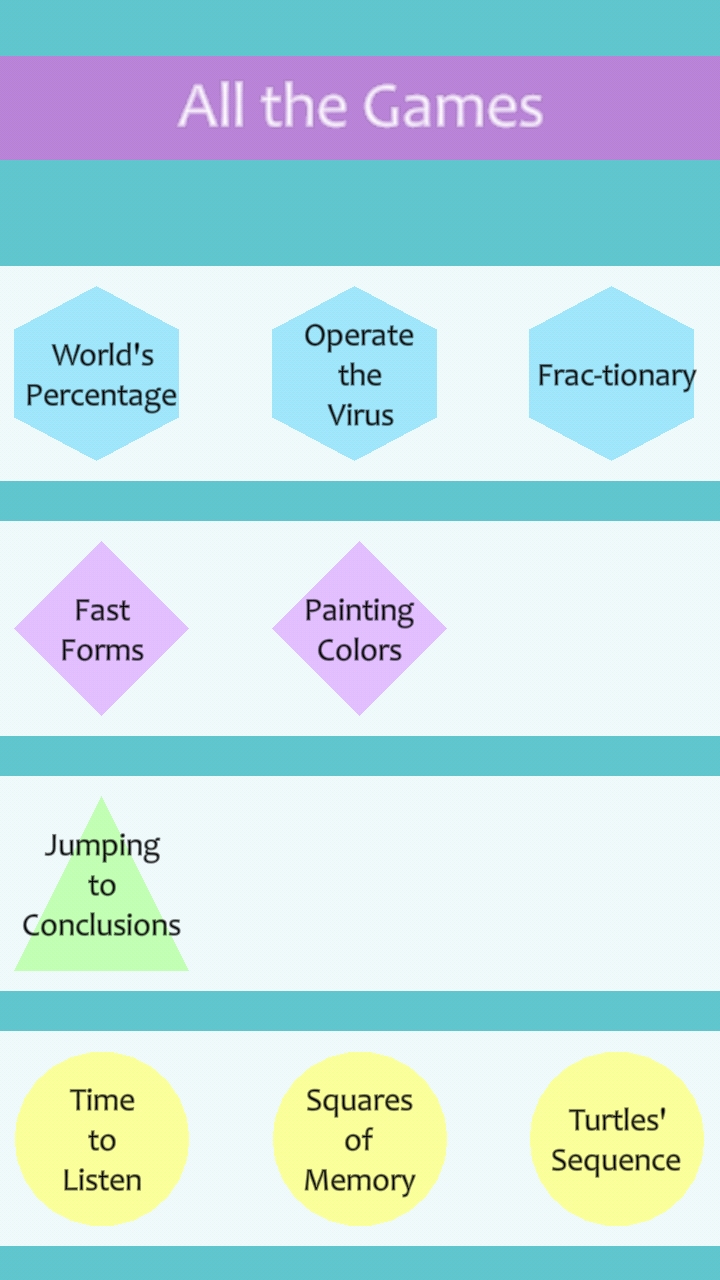 All the Games
World's
Percentage
Operate
the
Virus
Frac-tionary
Fast
Forms
Painting
Colors
Jumping
to
Conclusions
Time
to
Listen
Squares
of
Memory
Turtles'
Sequence